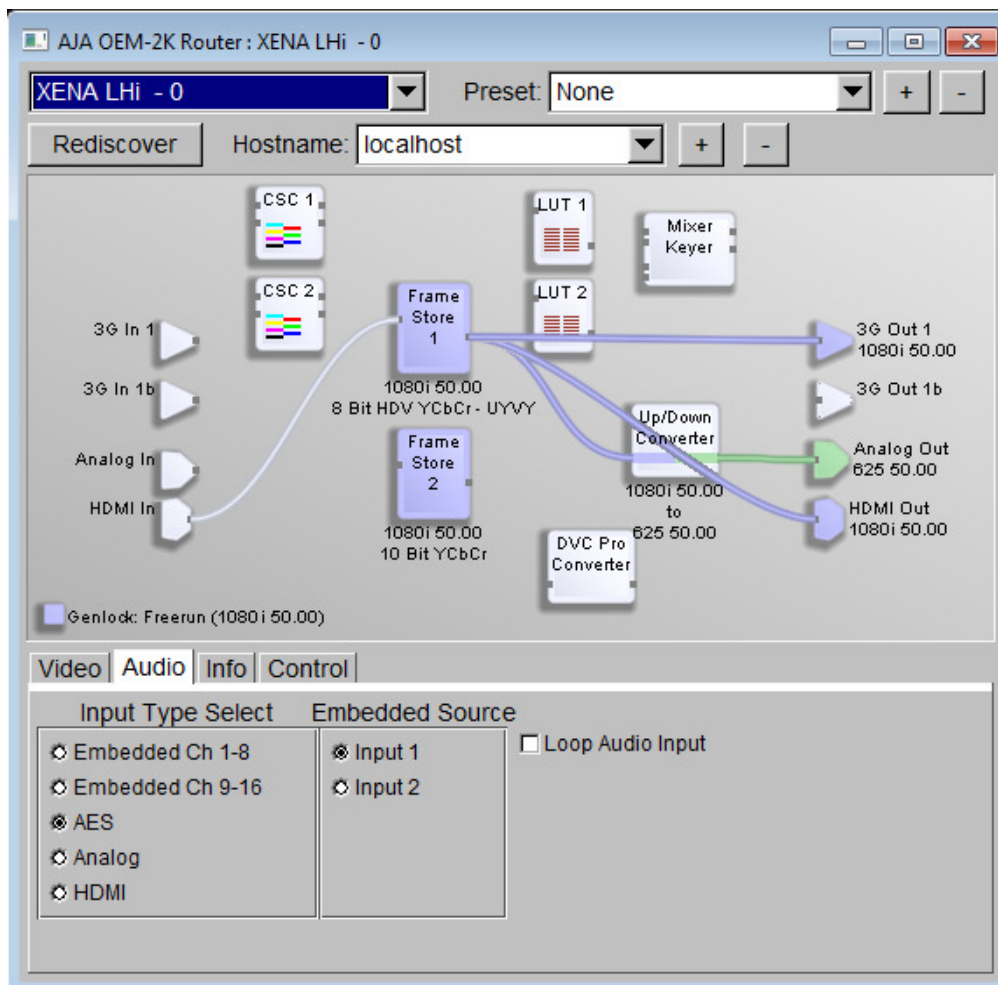 AJA OEM-2K Router : XENA LHi - 0
XENA LHi - 0
Preset: None
+
-
Rediscover
Hostname: localhost
+
-
CSC 1
LUT 1
Mixer
Keyer
CSC 2
Frame
Store
1
LUT 2
3G In 1
3G Out 1
1080i 50.00
1080i 50.00
8 Bit HDV YCbCr - UYVY
3G In 1b
3G Out 1b
Up/Down
Converter
Frame
Store
2
Analog In
Analog Out
625 50.00
1080i 50.00
to
625 50.00
HDMI In
HDMI Out
1080i 50.00
1080i 50.00
10 Bit YCbCr
DVC Pro
Converter
Genlock: Freerun (1080i 50.00)
Video Audio Info Control
Input Type Select
Embedded Ch 1-8
Embedded Ch 9-16
AES
Analog
HDMI
Embedded Source
Input 1
Input 2
Loop Audio Input